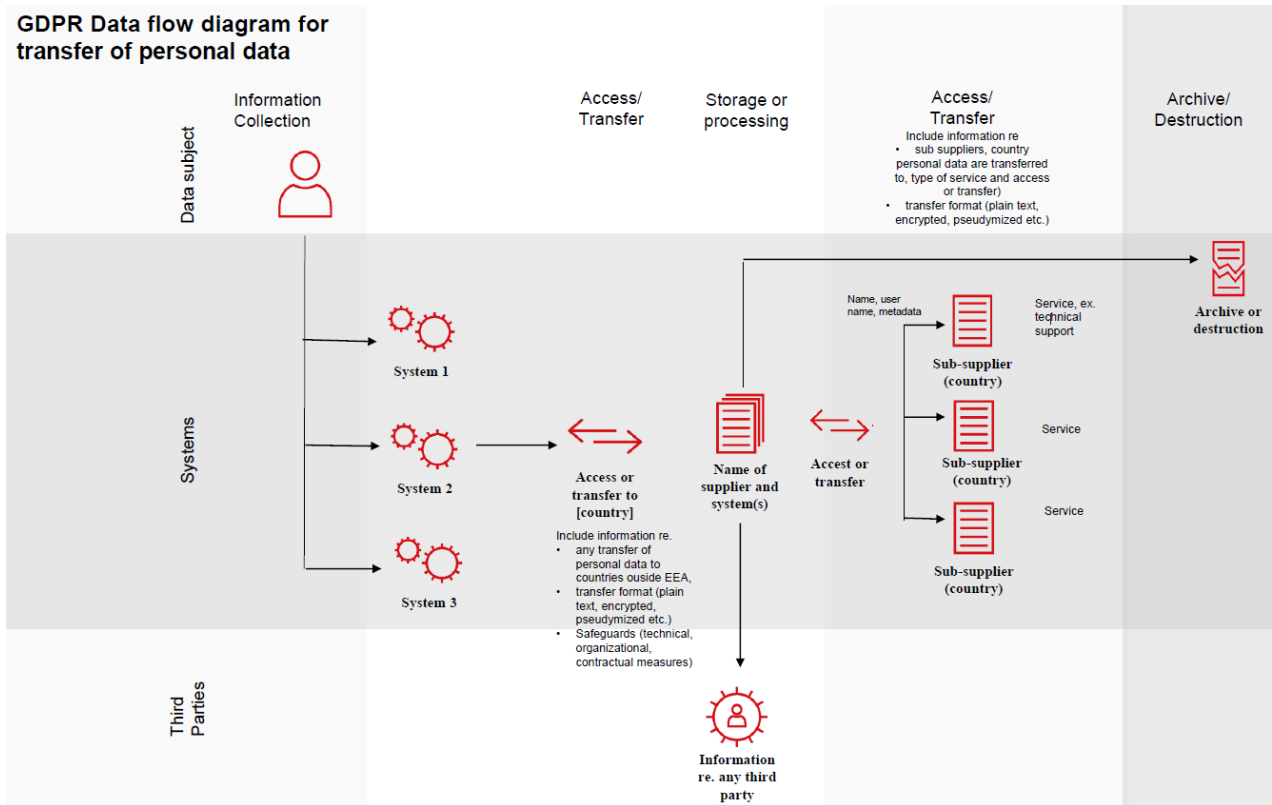 GDPR Data flow diagram for
transfer of personal data
Information
Collection
Access/
Transfer
Storage or
processing
Access/
Transfer
Include information re
• sub suppliers, country
personal data are transferred
to, type of service and access
or transfer)
• transfer format (plain text,
encrypted, pseudymized etc.)
Archive/
Destruction
Data subject
Systems
Third
Parties
System 1
System 2
System 3
Access or
transfer to
[country]
Include information re.
• any transfer of
personal data to
countries ouside EEA,
• transfer format (plain
text, encrypted,
pseudymized etc.)
• Safeguards (technical,
organizational,
contractual measures)
Name of
supplier and
system(s)
Accest or
transfer
Name, user
name, metadata
Sub-supplier
(country)
Service, ex.
technical
support
Sub-supplier
(country)
Service
Sub-supplier
(country)
Service
Archive or
destruction
Information
re. any third
party